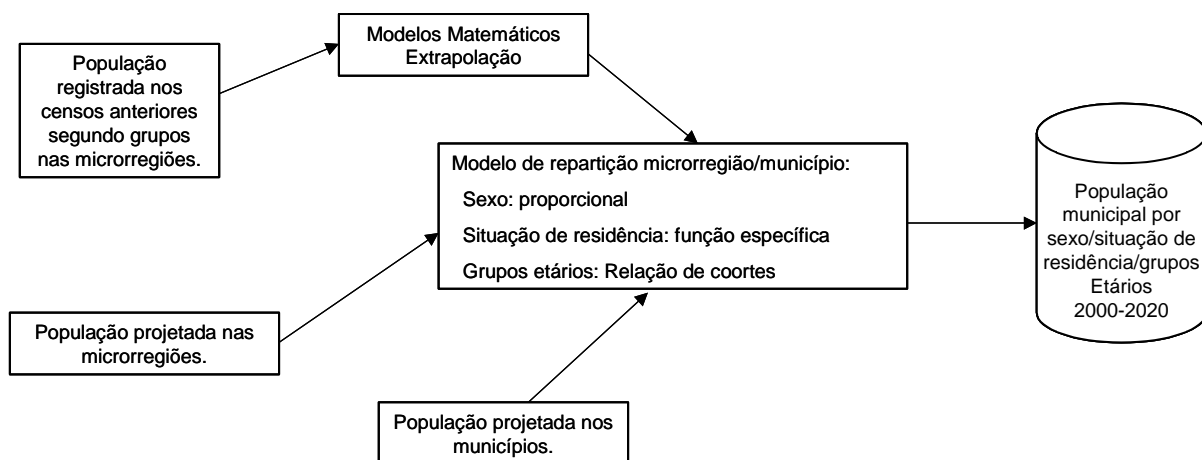 Modelos Matemáticos
Extrapolação
População
registrada nos
censos anteriores
segundo grupos
nas microrregiões.
Modelo de repartição microrregião/município:
Sexo: proporcional
Situação de residência: função específica
Grupos etários: Relação de coortes
População
municipal por
sexo/situação de
residência/grupos
Etários
2000-2020
População projetada nas
microrregiões.
População projetada nos
municípios.